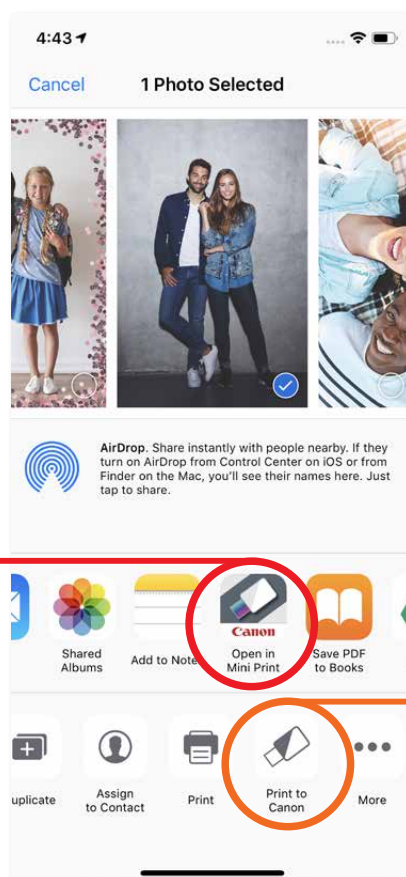 4:43
Cancel
1 Photo Selected
AirDrop. Share instantly with people nearby. If they
turn on AirDrop from Control Center on iOS or from
Finder on the Mac, you'll see their names here. Just
tap to share.
Canon
Shared
Albums
Add to Note
Open in
Mini Print
Save PDF
to Books
uplicate
Assign
to Contact
Print
Print to
Canon
More